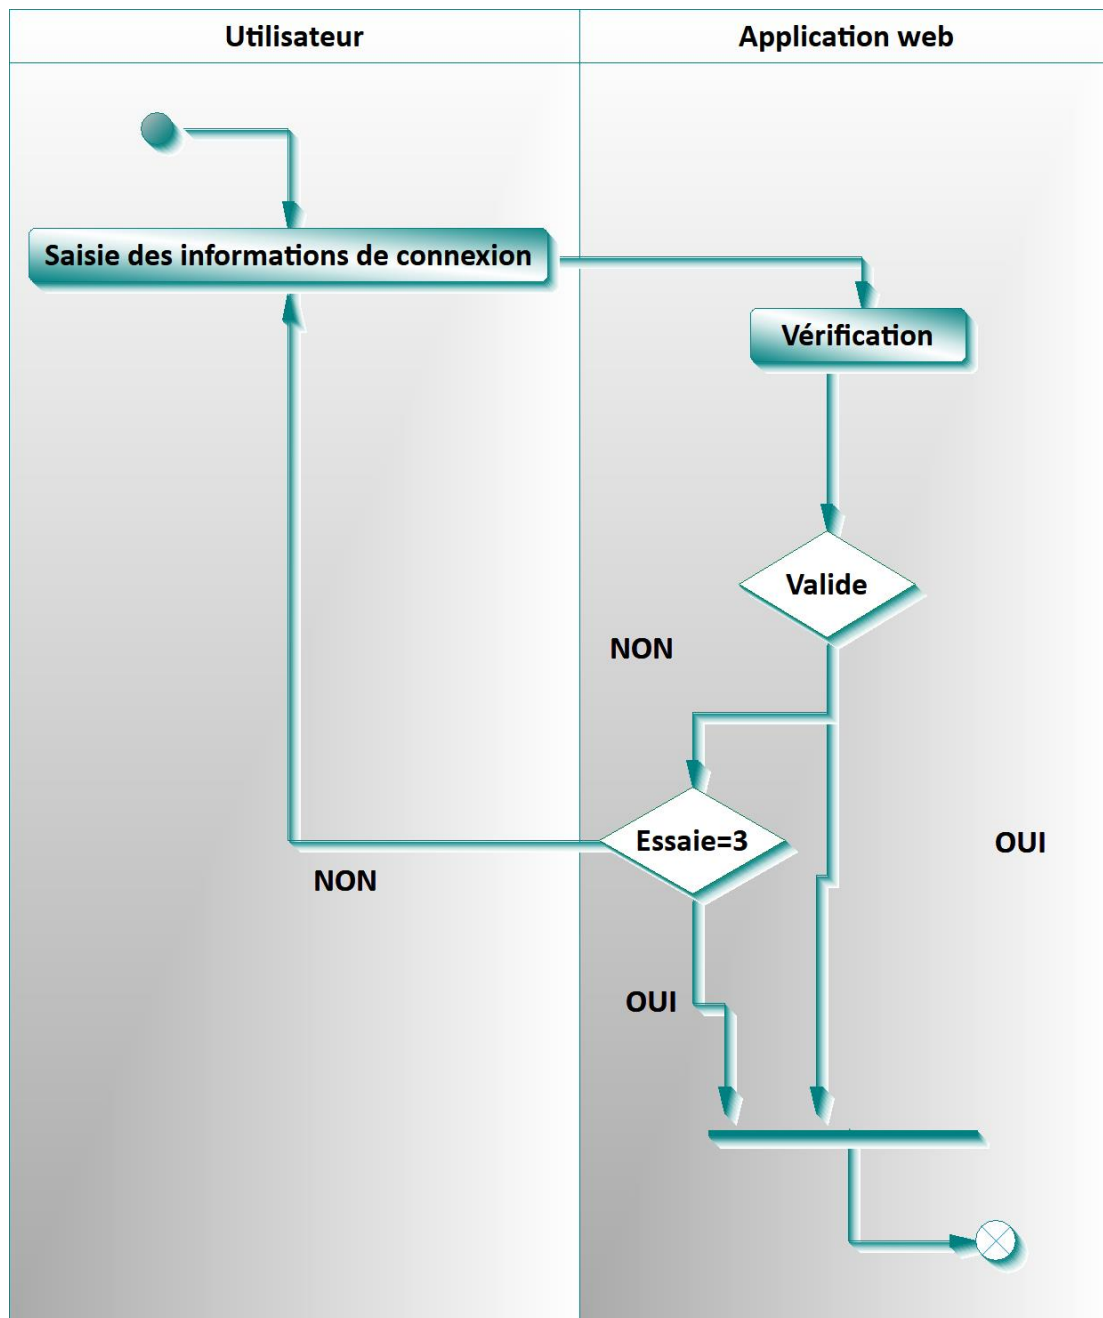 Utilisateur
Application web
Saisie des informations de connexion
Vérification
Valide
NON
Essaie=3
OUI
NON
OUI